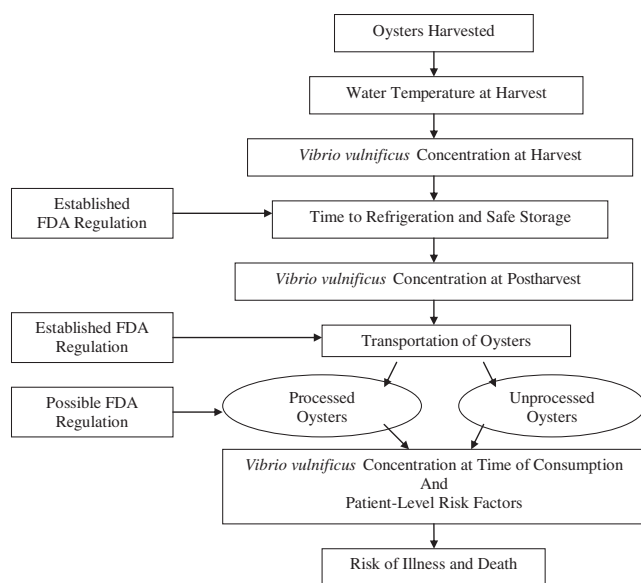 Oysters Harvested
Water Temperature at Harvest
Vibrio vulnificus Concentration at Harvest
Established
FDA Regulation
Time to Refrigeration and Safe Storage
Vibrio vulnificus Concentration at Postharvest
Established FDA
Regulation
Transportation of Oysters
Possible FDA
Regulation
Processed
Oysters
Unprocessed
Oysters
Vibrio vulnificus Concentration at Time of Consumption
And
Patient-Level Risk Factors
Risk of Illness and Death